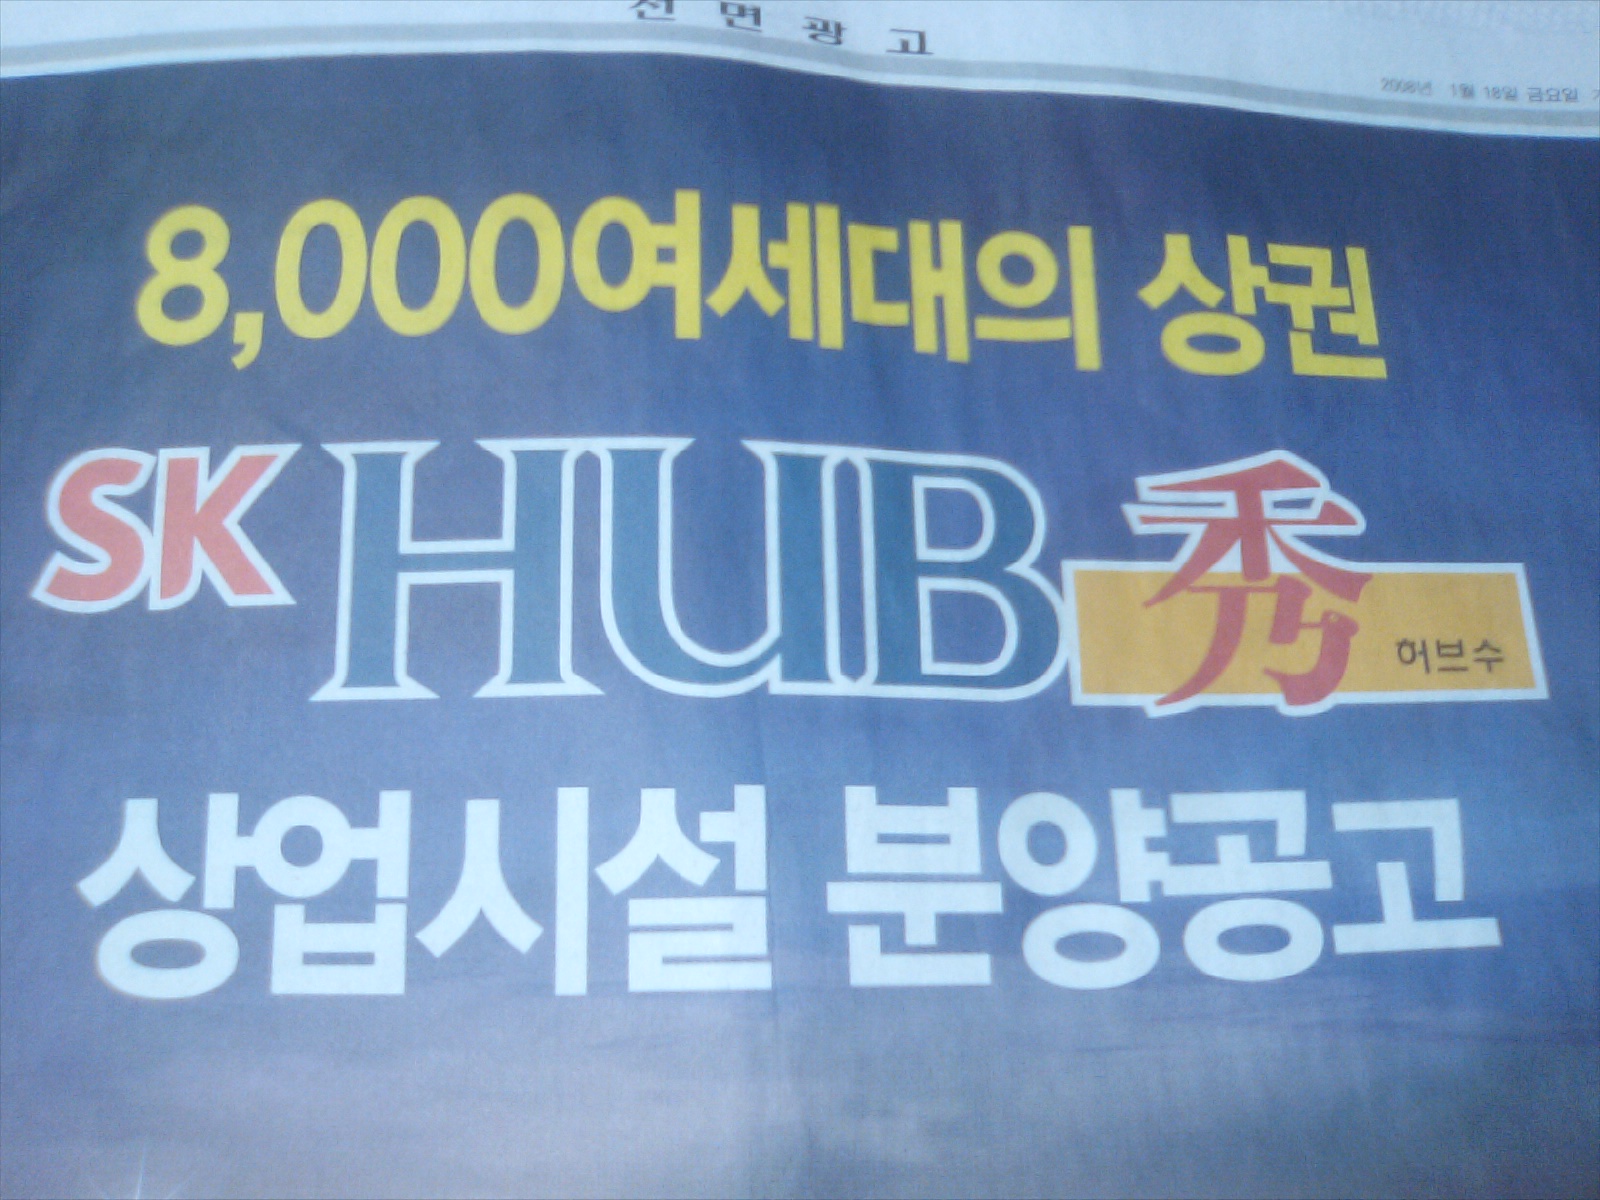 전면광고
2008년 1월 18일 금요일
8,000여세대의 상권
SK HUB 秀 허브수
상업시설 분양공고